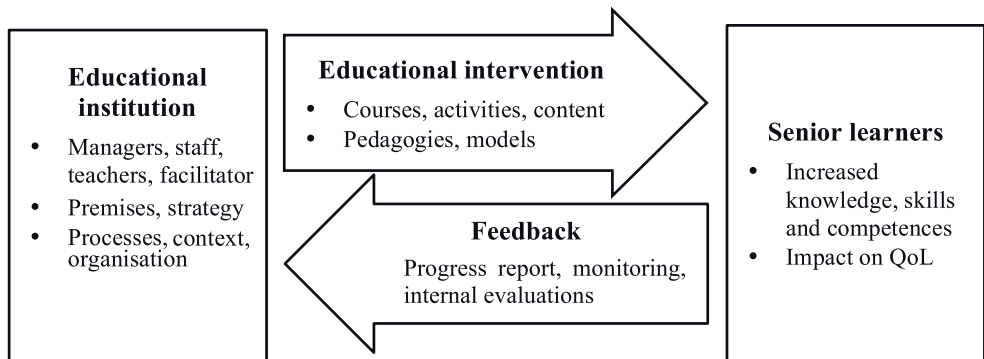 Educational
institution
• Managers, staff,
teachers, facilitator
• Premises, strategy
• Processes, context,
organisation
Educational intervention
• Courses, activities, content
• Pedagogies, models
Feedback
Progress report, monitoring,
internal evaluations
Senior learners
• Increased
knowledge, skills
and competences
• Impact on QoL